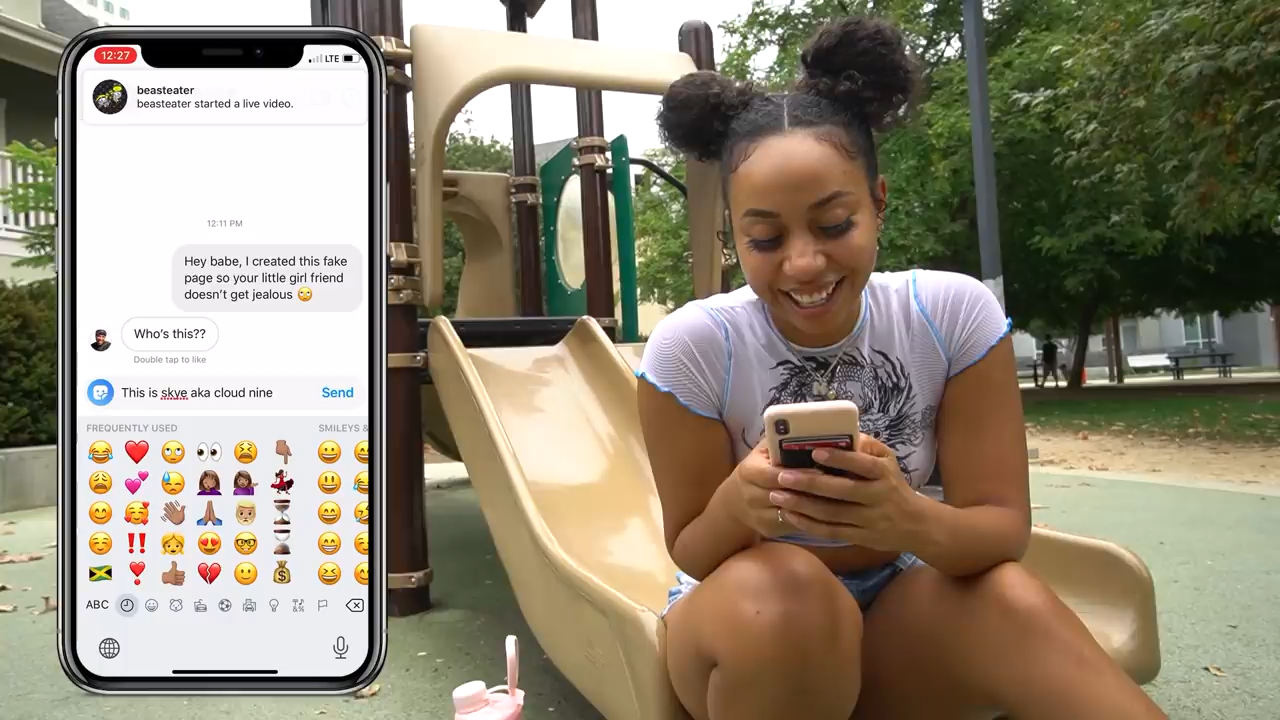 12:27
LTE
beasteater
beasteater started a live video.
12:11 PM
Hey babe, I created this fake
page so your little girl friend
doesn't get jealous 🙄
Who's this??
Double tap to like
This is skye aka cloud nine
Send
FREQUENTLY USED
SMILEYS &
ABC